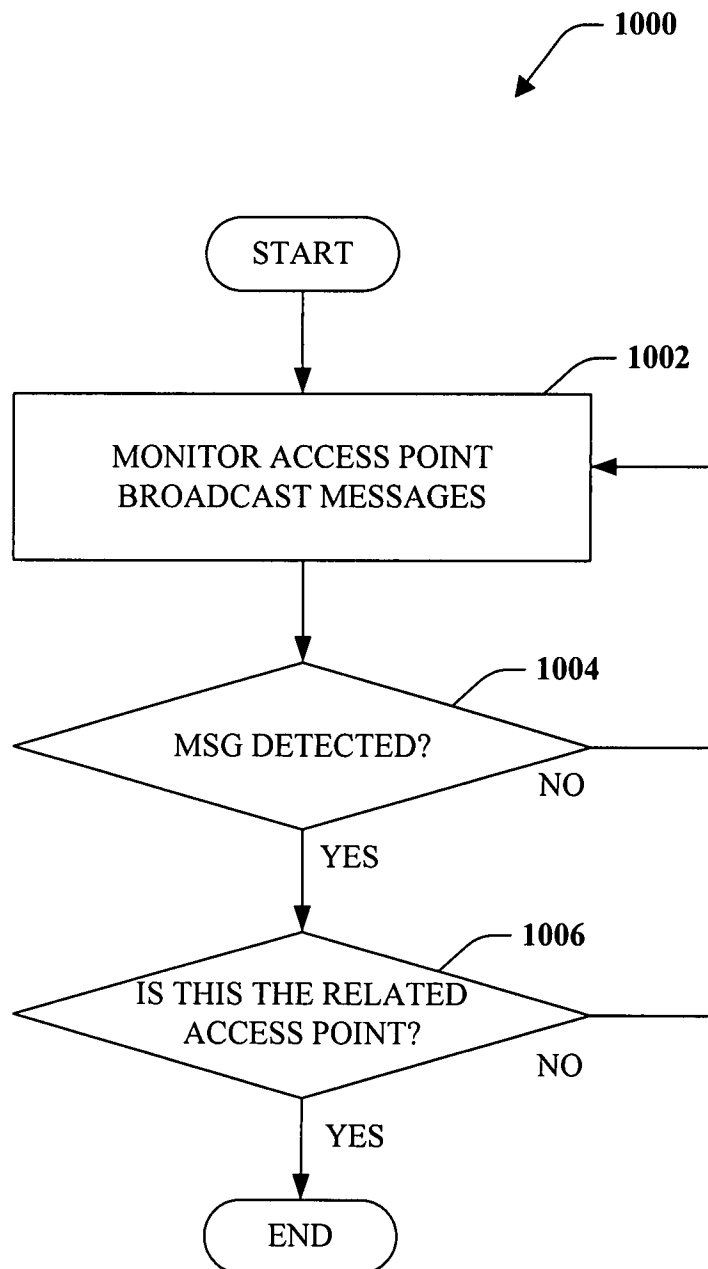 1000
START
1002
MONITOR ACCESS POINT
BROADCAST MESSAGES
1004
MSG DETECTED?
NO
YES
1006
IS THIS THE RELATED
ACCESS POINT?
NO
YES
END